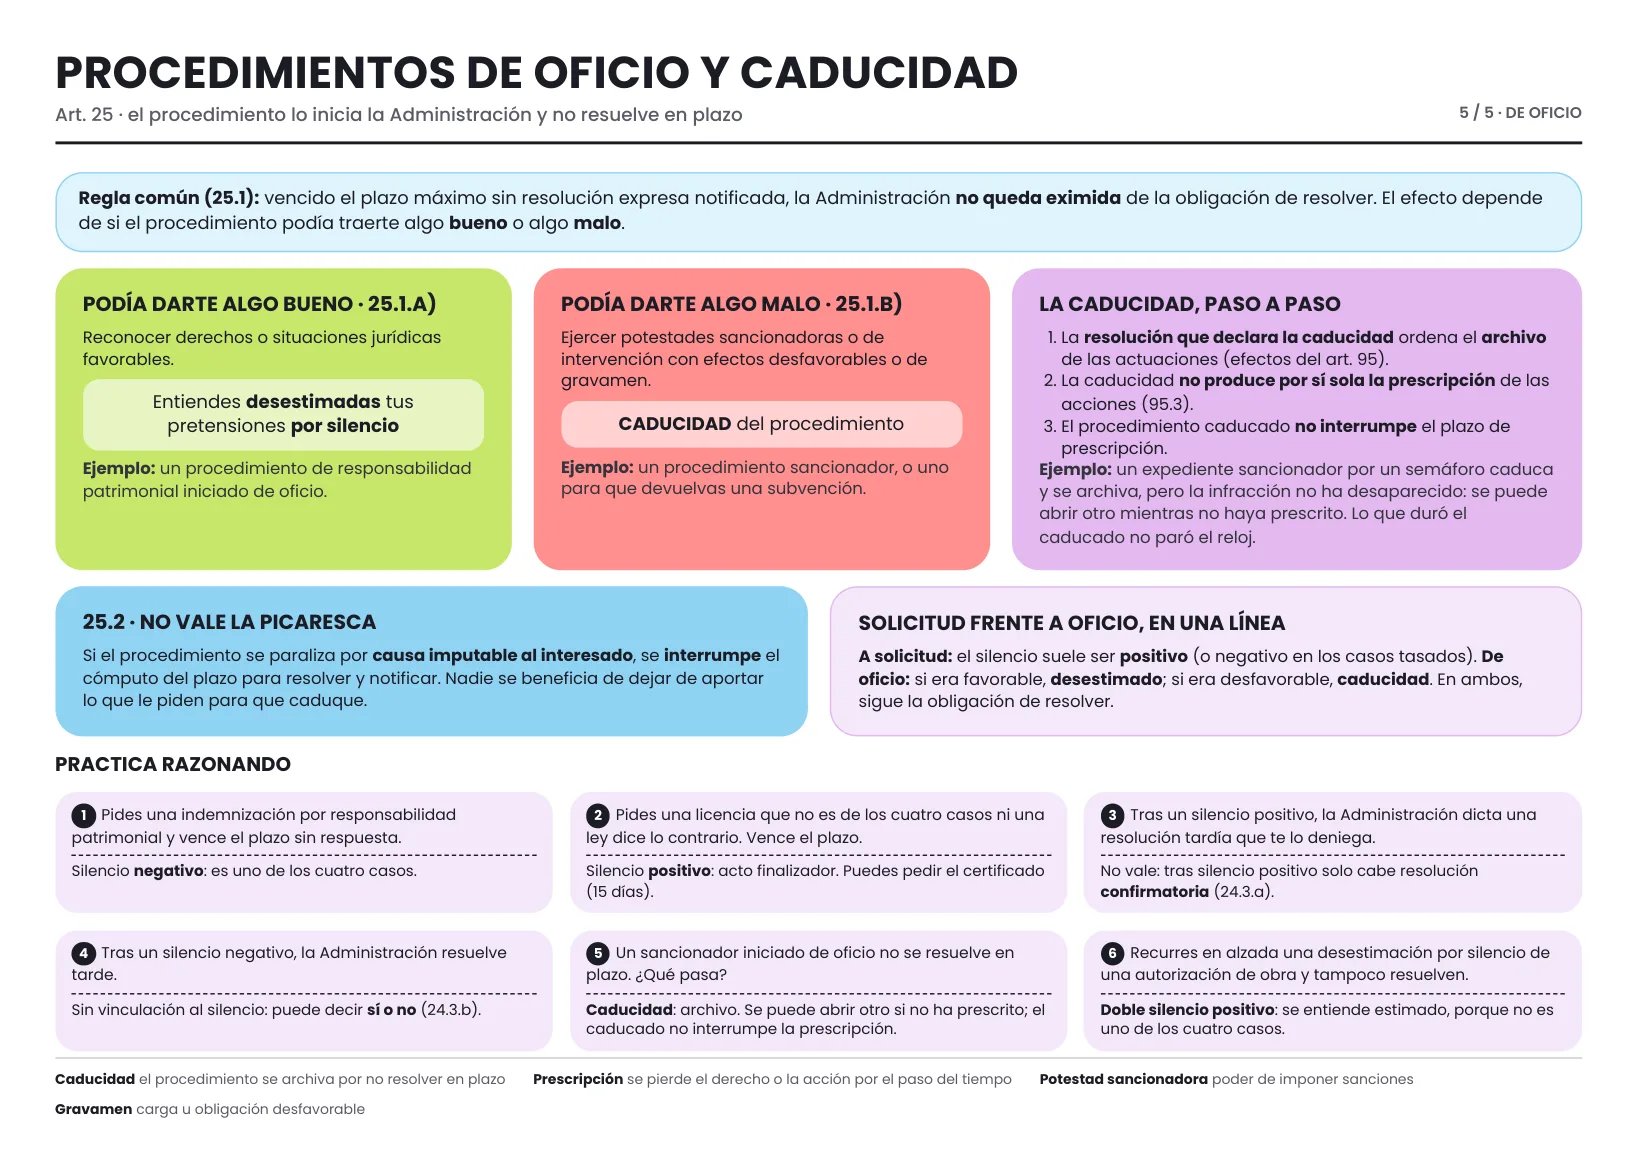 PROCEDIMIENTOS DE OFICIO Y CADUCIDAD
Art. 25 · el procedimiento lo inicia la Administración y no resuelve en plazo
5 / 5 · DE OFICIO
Regla común (25.1): vencido el plazo máximo sin resolución expresa notificada, la Administración no queda eximida de la obligación de resolver. El efecto depende
de si el procedimiento podía traerte algo bueno o algo malo.
PODÍA DARTE ALGO BUENO · 25.1.A)
Reconocer derechos o situaciones jurídicas
favorables.
Entiendes desestimadas tus
pretensiones por silencio
Ejemplo: un procedimiento de responsabilidad
patrimonial iniciado de oficio.
PODÍA DARTE ALGO MALO · 25.1.B)
Ejercer potestades sancionadoras o de
intervención con efectos desfavorables o de
gravamen.
CADUCIDAD del procedimiento
Ejemplo: un procedimiento sancionador, o uno
para que devuelvas una subvención.
LA CADUCIDAD, PASO A PASO
1. La resolución que declara la caducidad ordena el archivo
de las actuaciones (efectos del art. 95).
2. La caducidad no produce por sí sola la prescripción de las
acciones (95.3).
3. El procedimiento caducado no interrumpe el plazo de
prescripción.
Ejemplo: un expediente sancionador por un semáforo caduca
y se archiva, pero la infracción no ha desaparecido: se puede
abrir otro mientras no haya prescrito. Lo que duró el
caducado no paró el reloj.
25.2 · NO VALE LA PICARESCA
Si el procedimiento se paraliza por causa imputable al interesado, se interrumpe el
cómputo del plazo para resolver y notificar. Nadie se beneficia de dejar de aportar
lo que le piden para que caduque.
SOLICITUD FRENTE A OFICIO, EN UNA LÍNEA
A solicitud: el silencio suele ser positivo (o negativo en los casos tasados). De
oficio: si era favorable, desestimado; si era desfavorable, caducidad. En ambos,
sigue la obligación de resolver.
PRACTICA RAZONANDO
1 Pides una indemnización por responsabilidad
patrimonial y vence el plazo sin respuesta.
Silencio negativo: es uno de los cuatro casos.
2 Pides una licencia que no es de los cuatro casos ni una
ley dice lo contrario. Vence el plazo.
Silencio positivo: acto finalizador. Puedes pedir el certificado
(15 días).
3 Tras un silencio positivo, la Administración dicta una
resolución tardía que te lo deniega.
No vale: tras silencio positivo solo cabe resolución
confirmatoria (24.3.a).
4 Tras un silencio negativo, la Administración resuelve
tarde.
Sin vinculación al silencio: puede decir sí o no (24.3.b).
5 Un sancionador iniciado de oficio no se resuelve en
plazo. ¿Qué pasa?
Caducidad: archivo. Se puede abrir otro si no ha prescrito; el
caducado no interrumpe la prescripción.
6 Recurres en alzada una desestimación por silencio de
una autorización de obra y tampoco resuelven.
Doble silencio positivo: se entiende estimado, porque no es
uno de los cuatro casos.
Caducidad el procedimiento se archiva por no resolver en plazo
Prescripción se pierde el derecho o la acción por el paso del tiempo
Potestad sancionadora poder de imponer sanciones
Gravamen carga u obligación desfavorable